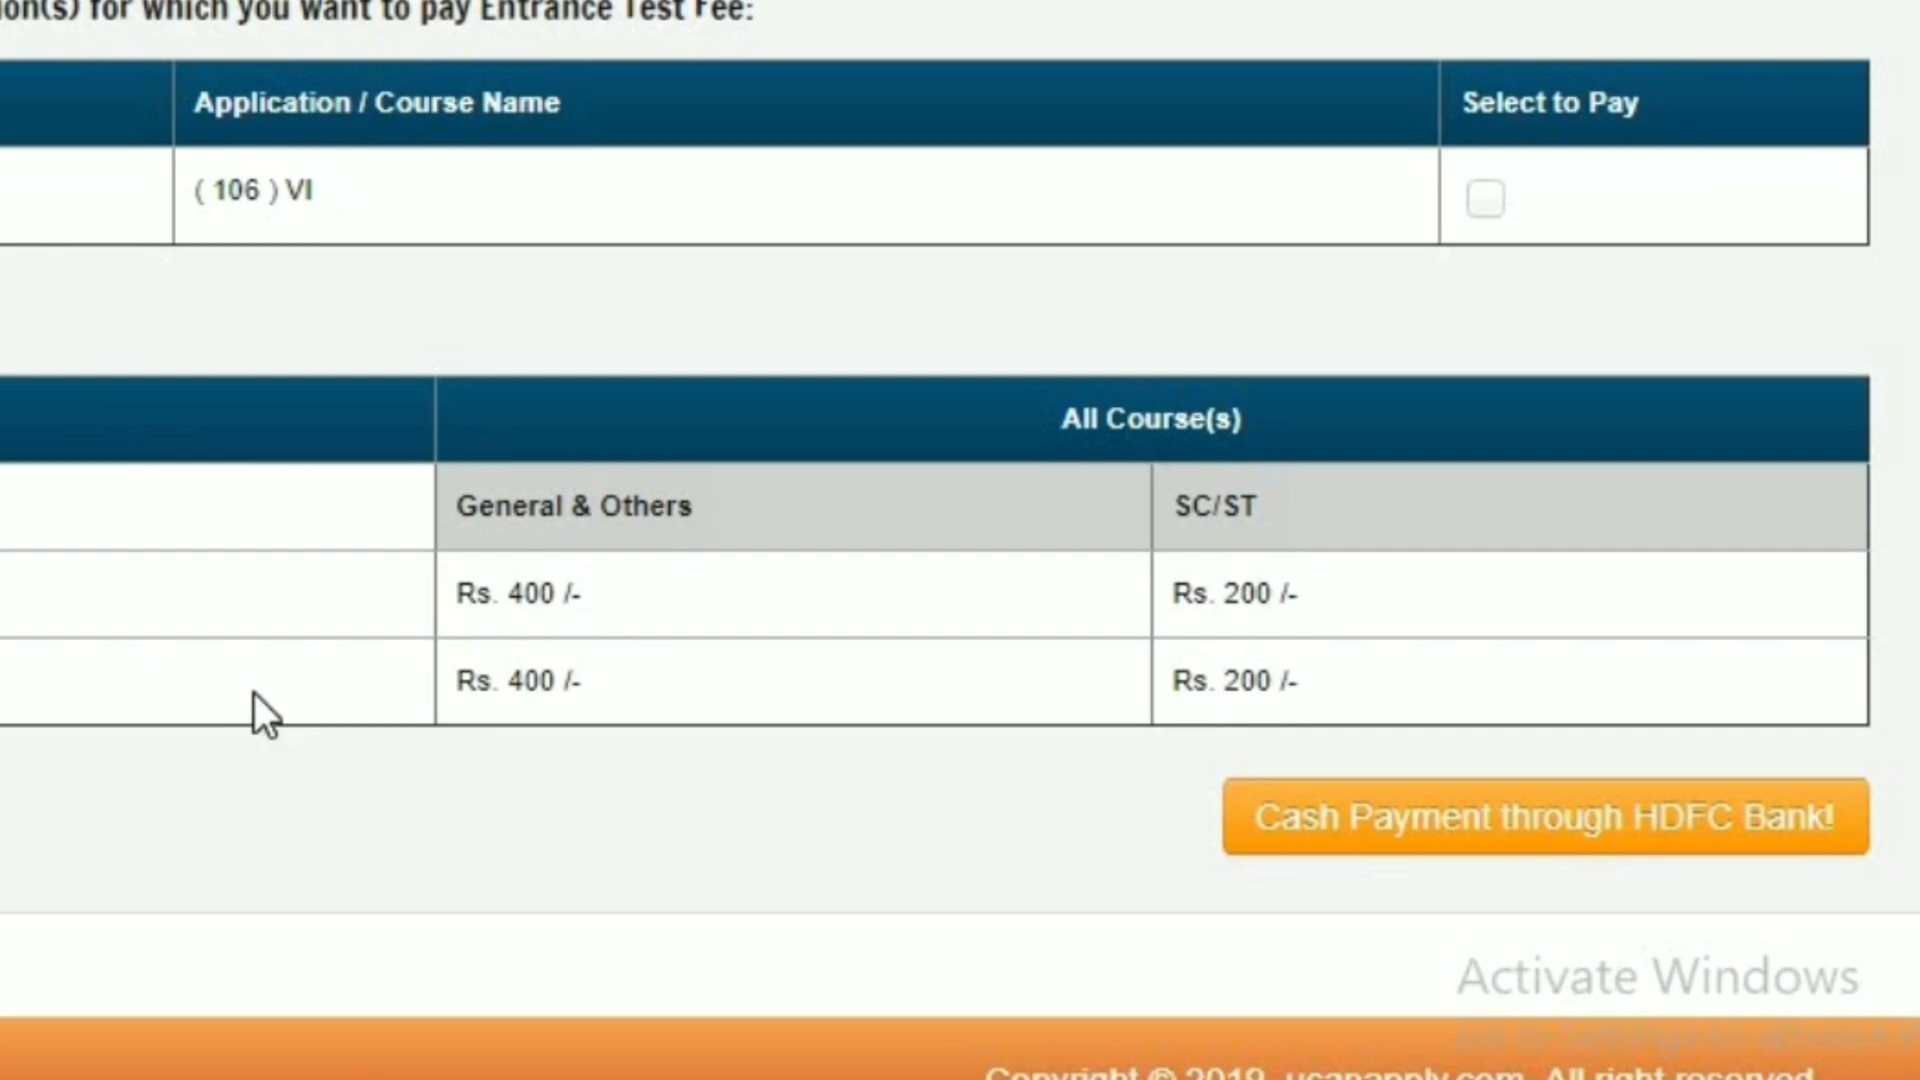 for which you want to pay Entrance Test Fee:
Application / Course Name
Select to Pay
( 106 ) VI
All Course(s)
General & Others
SC/ST
Rs. 400 /-
Rs. 200 /-
Rs. 400 /-
Rs. 200 /-
Cash Payment through HDFC Bank!
Activate Windows
Copyright © 2019 ucanapply.com All right reserved